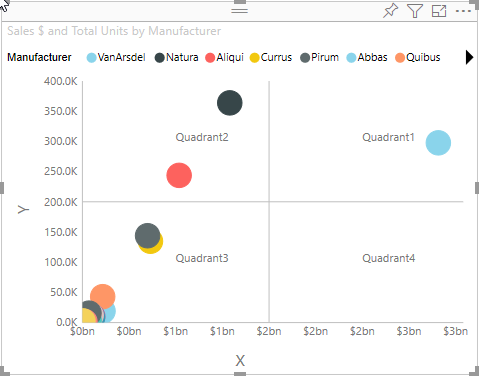 Sales $ and Total Units by Manufacturer
Manufacturer VanArsdel Natura Aliqui Currus Pirum Abbas Quibus
400.0K
350.0K
300.0K
250.0K
200.0K
150.0K
100.0K
50.0K
0.0K
Y
Quadrant2 Quadrant1
Quadrant3 Quadrant4
$0bn $0bn $1bn $1bn $2bn $2bn $2bn $3bn $3bn
X